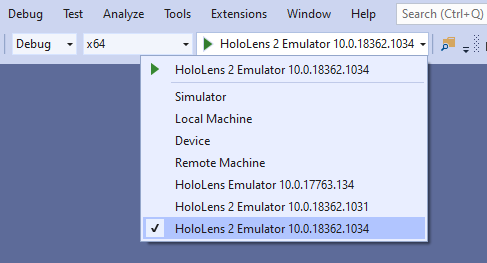 Debug Test Analyze Tools Extensions Window Help Search (Ctrl+Q)
Debug x64 HoloLens 2 Emulator 10.0.18362.1034
HoloLens 2 Emulator 10.0.18362.1034
Simulator
Local Machine
Device
Remote Machine
HoloLens Emulator 10.0.17763.134
HoloLens 2 Emulator 10.0.18362.1031
HoloLens 2 Emulator 10.0.18362.1034